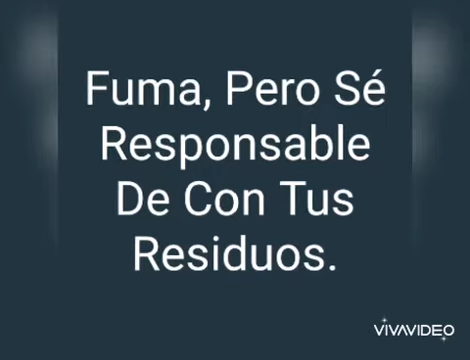 Fuma, Pero Sé
Responsable
De Con Tus
Residuos.
VIVAVIDEO